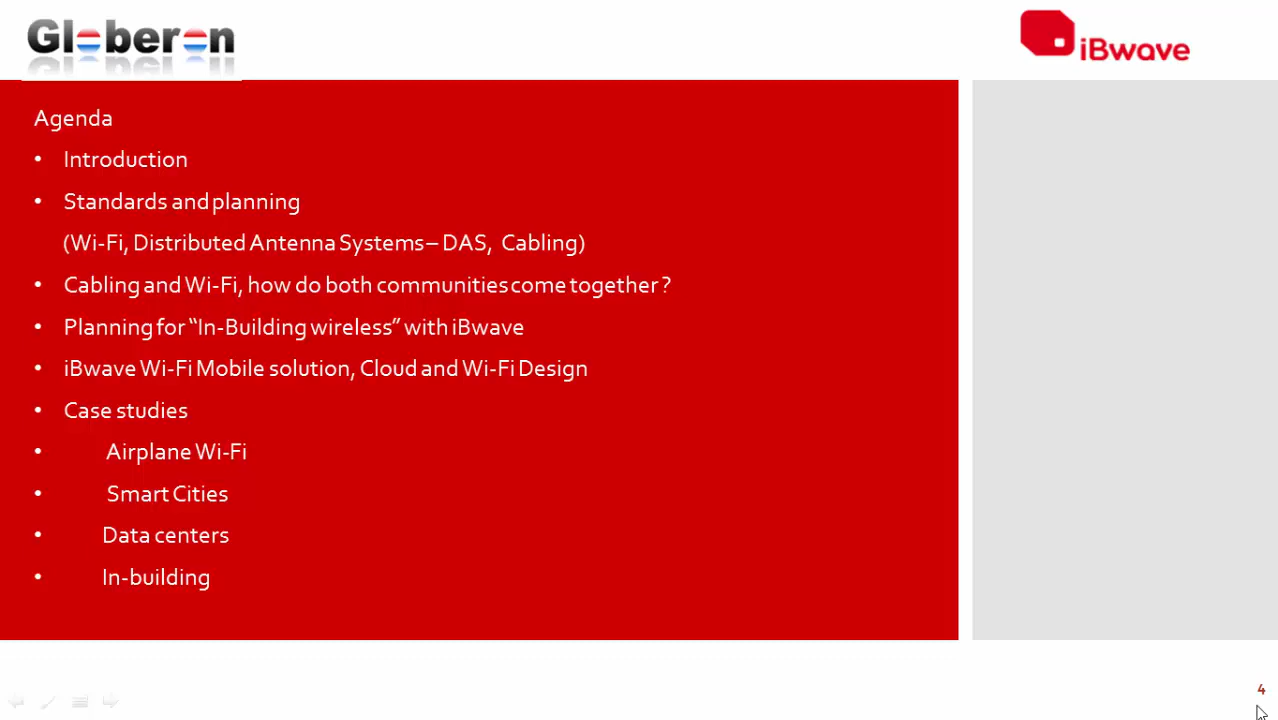 Globeron
iBwave
Agenda
• Introduction
• Standards and planning
(Wi-Fi, Distributed Antenna Systems – DAS, Cabling)
• Cabling and Wi-Fi, how do both communities come together ?
• Planning for “In-Building wireless” with iBwave
• iBwave Wi-Fi Mobile solution, Cloud and Wi-Fi Design
• Case studies
• Airplane Wi-Fi
• Smart Cities
• Data centers
• In-building
4